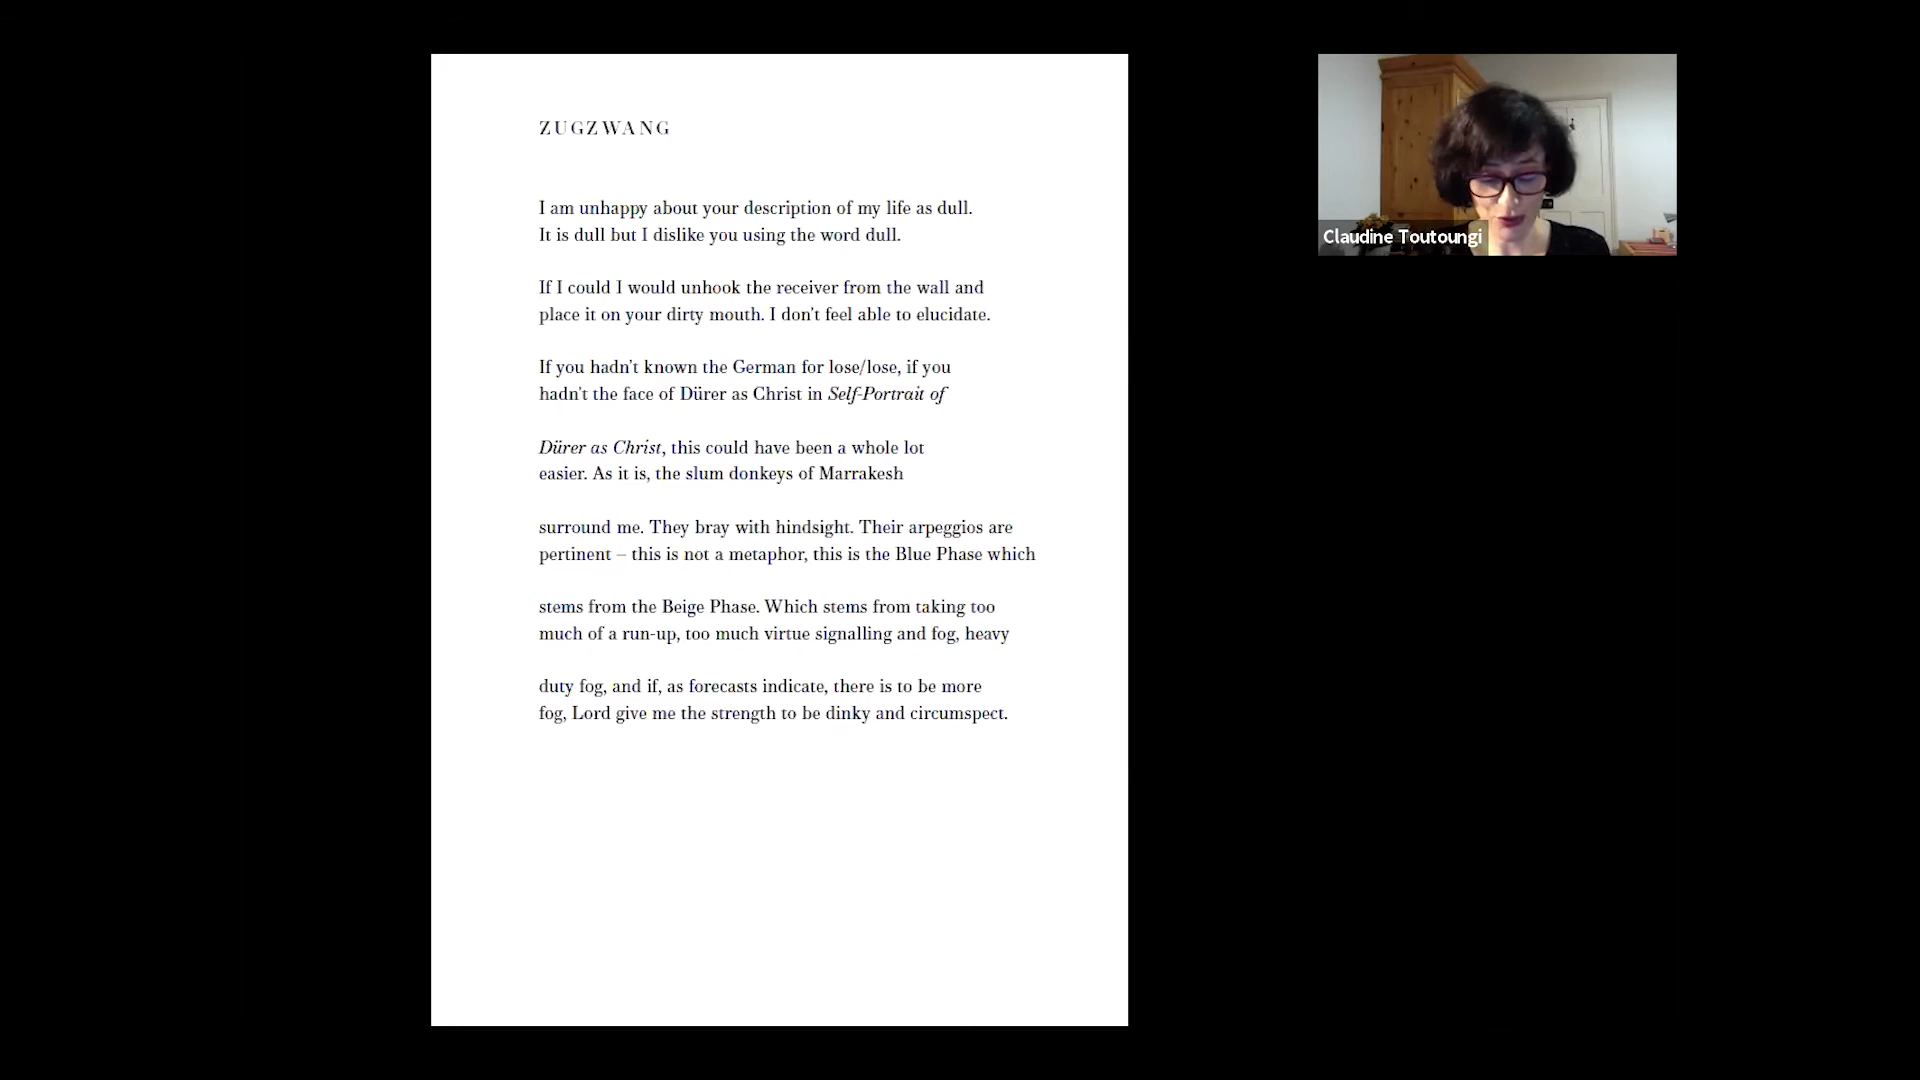 ZUGZWANG
I am unhappy about your description of my life as dull.
It is dull but I dislike you using the word dull.
If I could I would unhook the receiver from the wall and
place it on your dirty mouth. I don't feel able to elucidate.
If you hadn't known the German for lose/lose, if you
hadn't the face of Dürer as Christ in Self-Portrait of
Dürer as Christ, this could have been a whole lot
easier. As it is, the slum donkeys of Marrakesh
surround me. They bray with hindsight. Their arpeggios are
pertinent – this is not a metaphor, this is the Blue Phase which
stems from the Beige Phase. Which stems from taking too
much of a run-up, too much virtue signalling and fog, heavy
duty fog, and if, as forecasts indicate, there is to be more
fog, Lord give me the strength to be dinky and circumspect.
Claudine Toutoungi